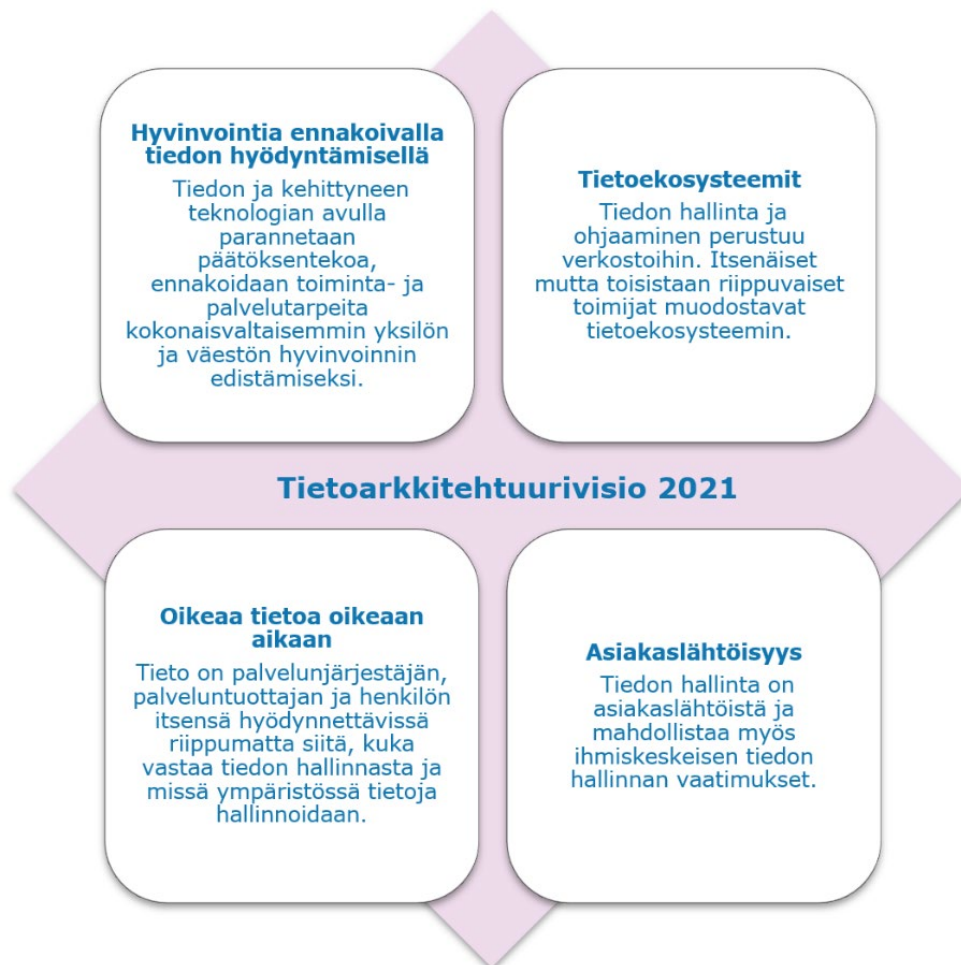 Hyvinvointia ennakoivalla
tiedon hyödyntämisellä
Tiedon ja kehittyneen
teknologian avulla
parannetaan
päätöksentekoa,
ennakoidaan toiminta- ja
palvelutarpeita
kokonaisvaltaisemmin yksilön
ja väestön hyvinvoinnin
edistämiseksi.
Tietoekosysteemit
Tiedon hallinta ja
ohjaaminen perustuu
verkostoihin. Itsenäiset
mutta toisistaan riippuvaiset
toimijat muodostavat
tietoekosysteemin.
Tietoarkkitehtuurivisio 2021
Oikeaa tietoa oikeaan
aikaan
Tieto on palvelunjärjestäjän,
palveluntuottajan ja henkilön
itsensä hyödynnettävissä
riippumatta siitä, kuka
vastaa tiedon hallinnasta ja
missä ympäristössä tietoja
hallinnoidaan.
Asiakaslähtöisyys
Tiedon hallinta on
asiakaslähtöistä ja
mahdollistaa myös
ihmiskeskeisen tiedon
hallinnan vaatimukset.